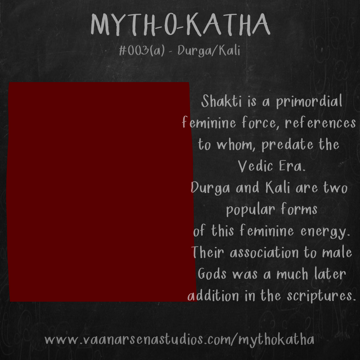 MYTH-O-KATHA
#003(a) - Durga/Kali
Shakti is a primordial
feminine force, references
to whom, predate the
Vedic Era.
Durga and Kali are two
popular forms
of this feminine energy.
Their association to male
Gods was a much later
addition in the scriptures.
www.vaanarsenastudios.com/mythokatha